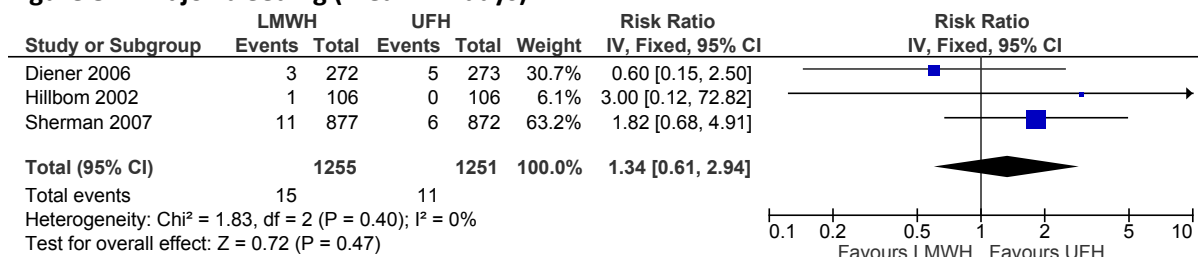 LMWH UFH Risk Ratio Risk Ratio
Study or Subgroup Events Total Events Total Weight IV, Fixed, 95% CI IV, Fixed, 95% CI
Diener 2006 3 272 5 273 30.7% 0.60 [0.15, 2.50]
Hillbom 2002 1 106 0 106 6.1% 3.00 [0.12, 72.82]
Sherman 2007 11 877 6 872 63.2% 1.82 [0.68, 4.91]
Total (95% CI) 1255 1251 100.0% 1.34 [0.61, 2.94]
Total events 15 11
Heterogeneity: Chi² = 1.83, df = 2 (P = 0.40); I² = 0%
Test for overall effect: Z = 0.72 (P = 0.47)
0.1 0.2 0.5 1 2 5 10
Favours LMWH Favours UFH